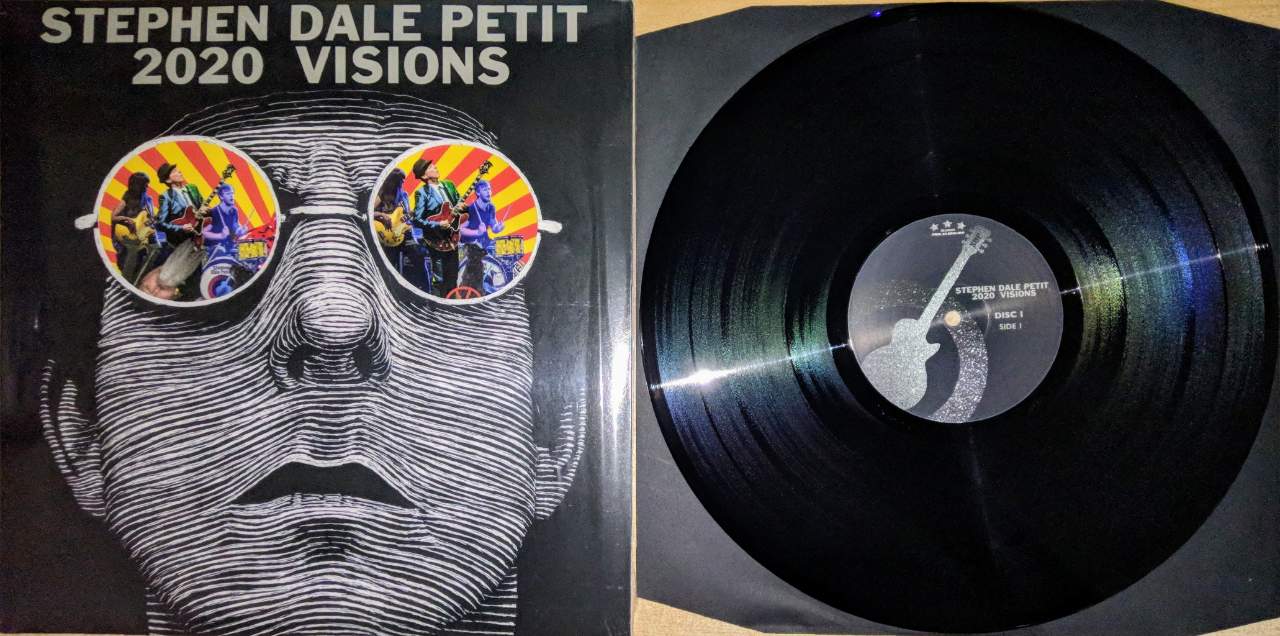 STEPHEN DALE PETIT
2020 VISIONS
STEPHEN DALE PETIT
2020 VISIONS
DISC 1
SIDE 1